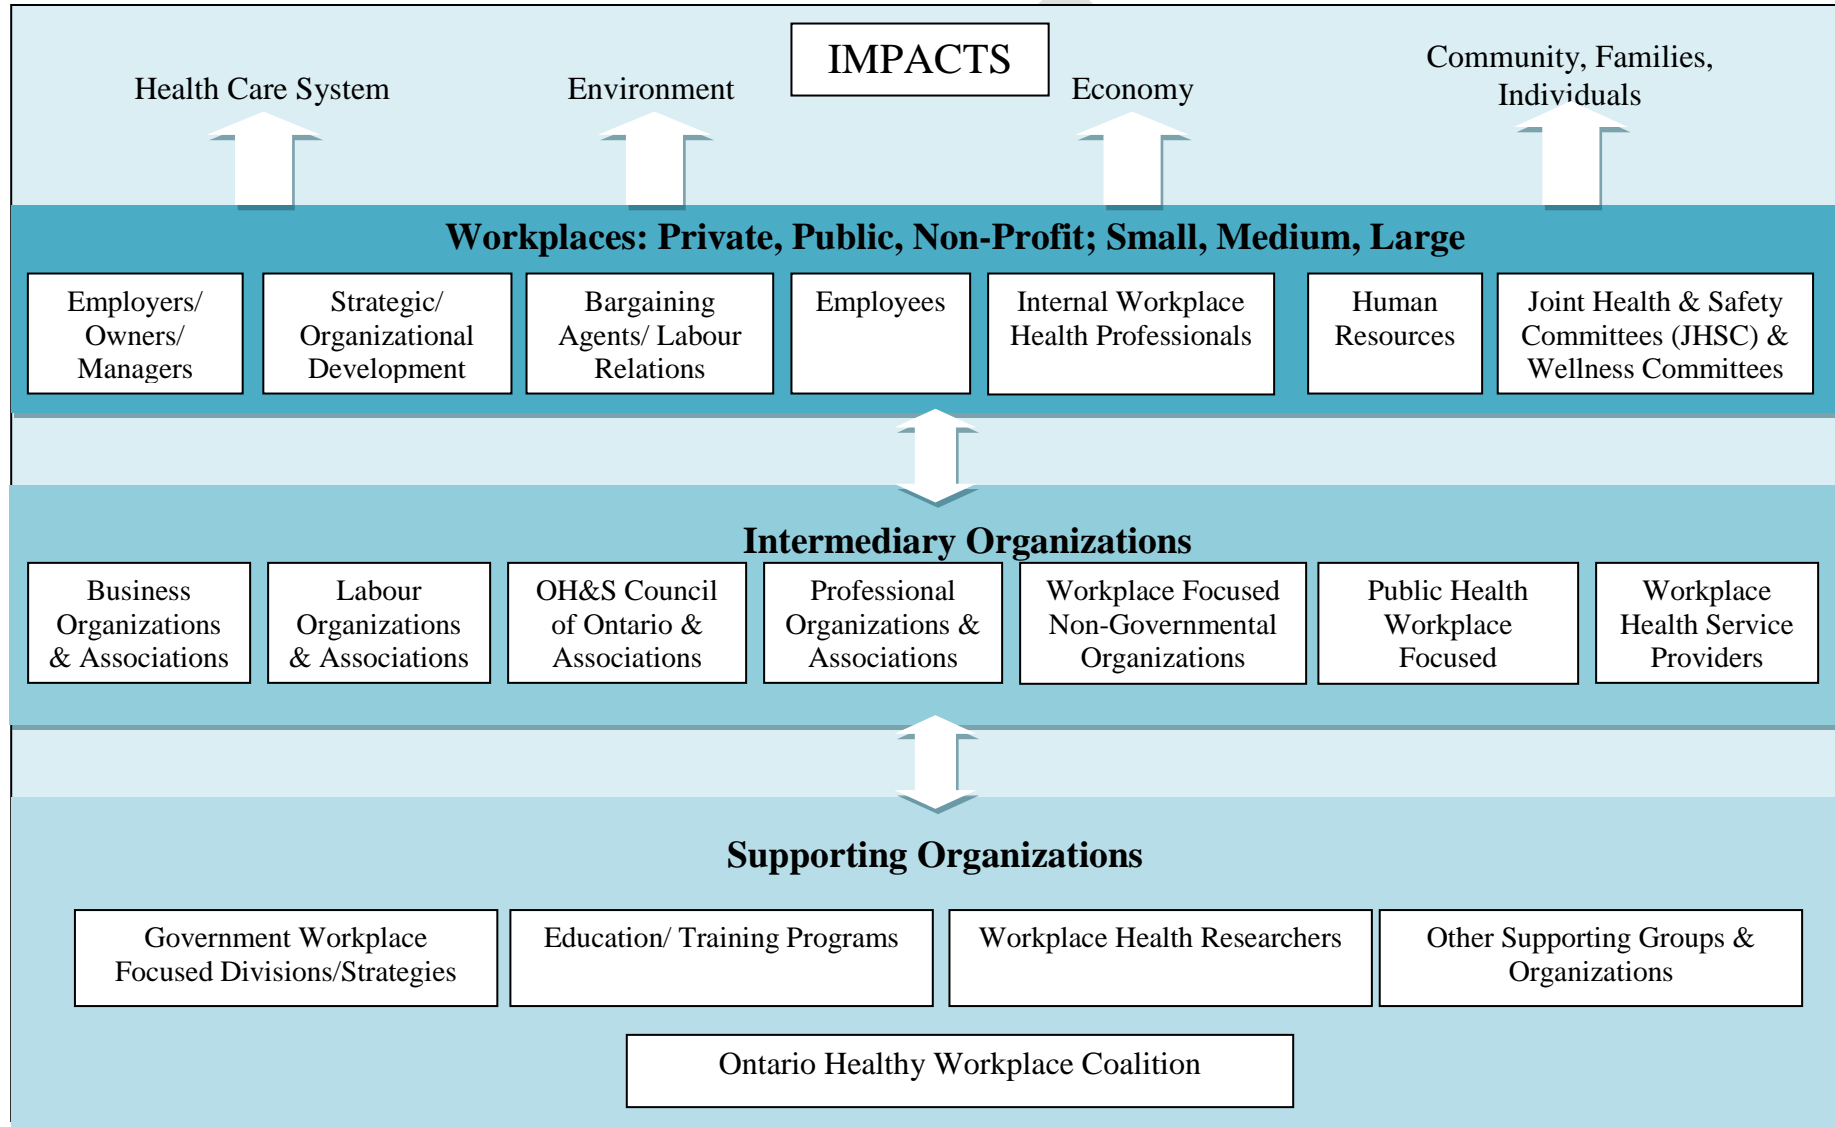 IMPACTS
Health Care System
Environment
Economy
Community, Families,
Individuals
Workplaces: Private, Public, Non-Profit; Small, Medium, Large
Employers/
Owners/
Managers
Strategic/
Organizational
Development
Bargaining
Agents/ Labour
Relations
Employees
Internal Workplace
Health Professionals
Human
Resources
Joint Health & Safety
Committees (JHSC) &
Wellness Committees
Intermediary Organizations
Business
Organizations
& Associations
Labour
Organizations
& Associations
OH&S Council
of Ontario &
Associations
Professional
Organizations &
Associations
Workplace Focused
Non-Governmental
Organizations
Public Health
Workplace
Focused
Workplace
Health Service
Providers
Supporting Organizations
Government Workplace
Focused Divisions/Strategies
Education/ Training Programs
Workplace Health Researchers
Other Supporting Groups &
Organizations
Ontario Healthy Workplace Coalition